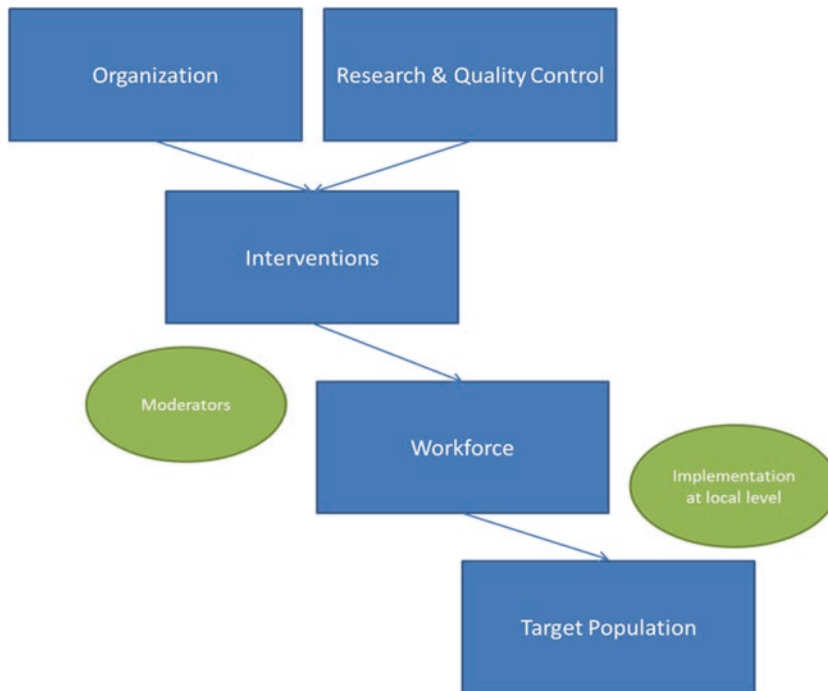 Organization
Research & Quality Control
Interventions
Moderators
Workforce
Implementation
at local level
Target Population